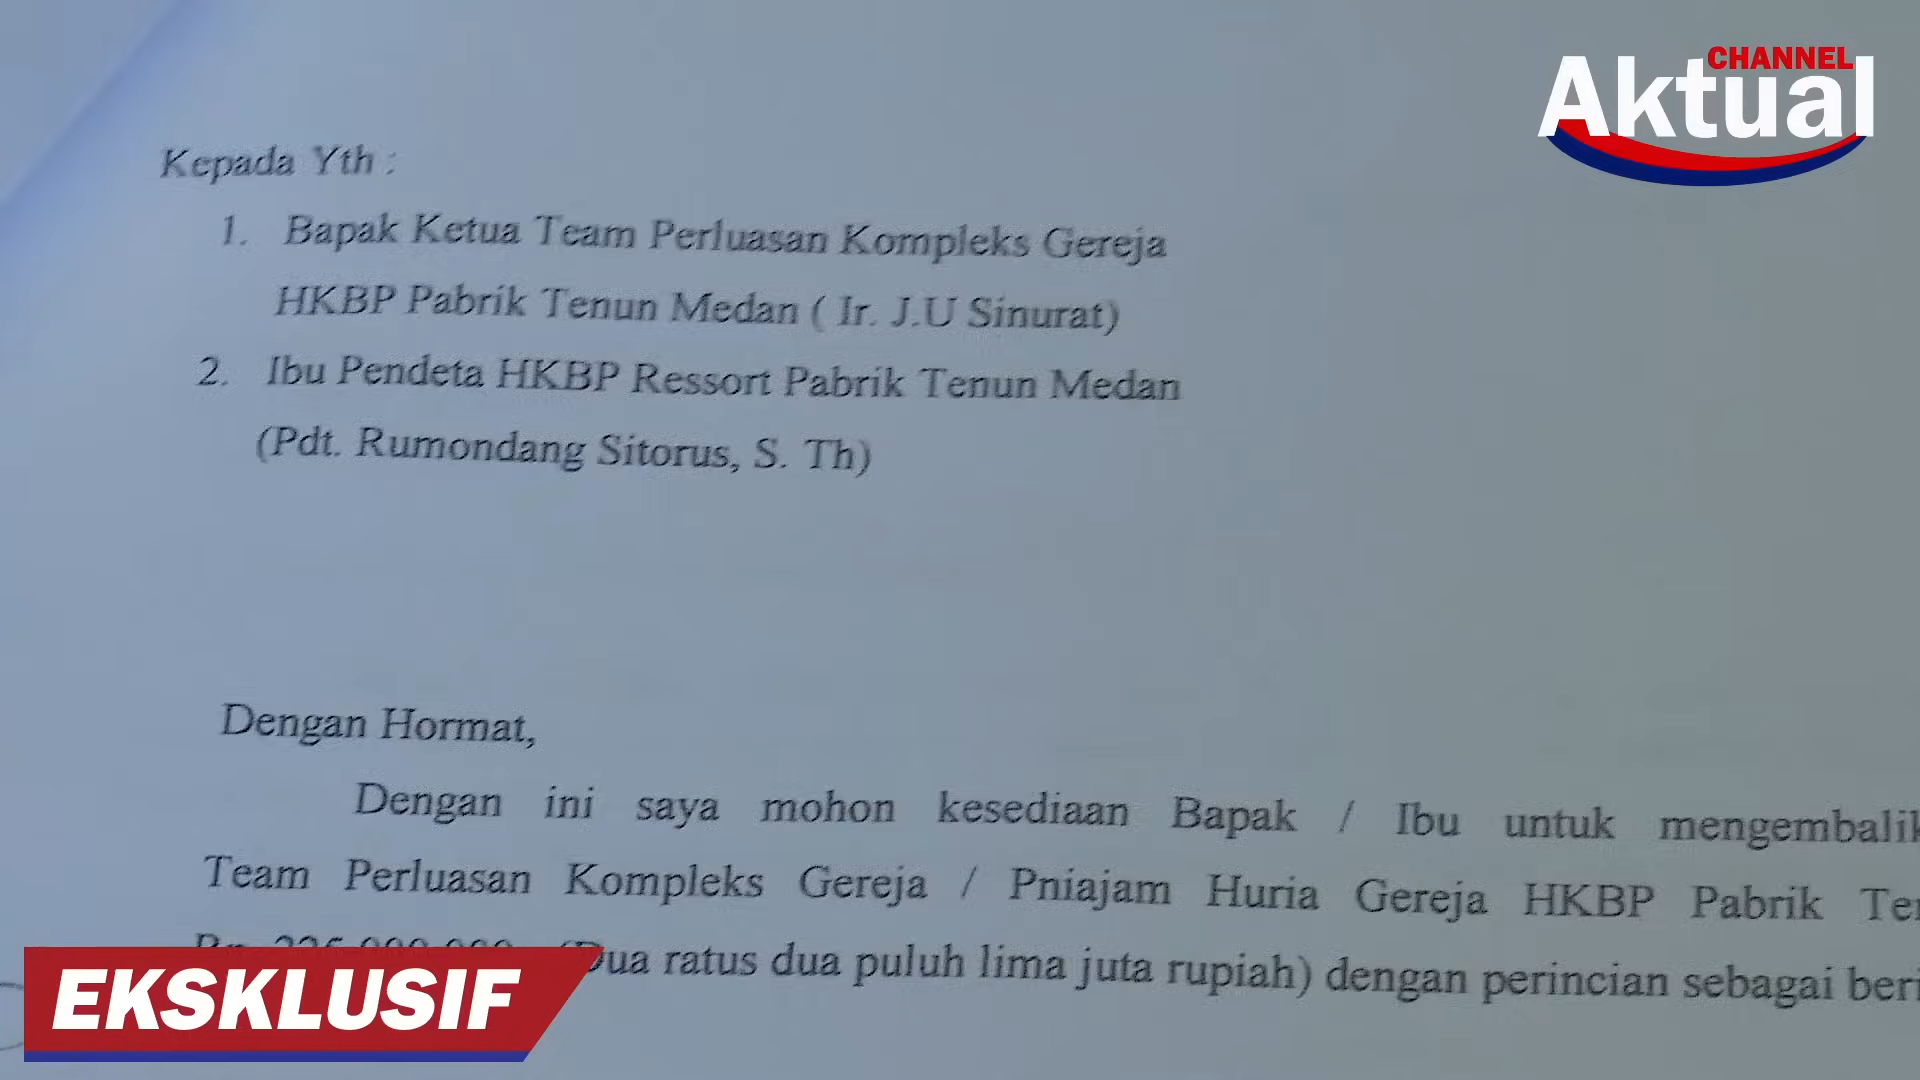 CHANNEL
Aktual
Kepada Yth :
1. Bapak Ketua Team Perluasan Kompleks Gereja
HKBP Pabrik Tenun Medan ( Ir. J.U Sinurat)
2. Ibu Pendeta HKBP Ressort Pabrik Tenun Medan
(Pdt. Rumondang Sitorus, S. Th)
Dengan Hormat,
Dengan ini saya mohon kesediaan Bapak / Ibu untuk
Team Perluasan Kompleks Gereja / Pniajam Huria Gereja HKBP Pabrik
(Dua ratus dua puluh lima juta rupiah) dengan perincian sebagai
EKSKLUSIF